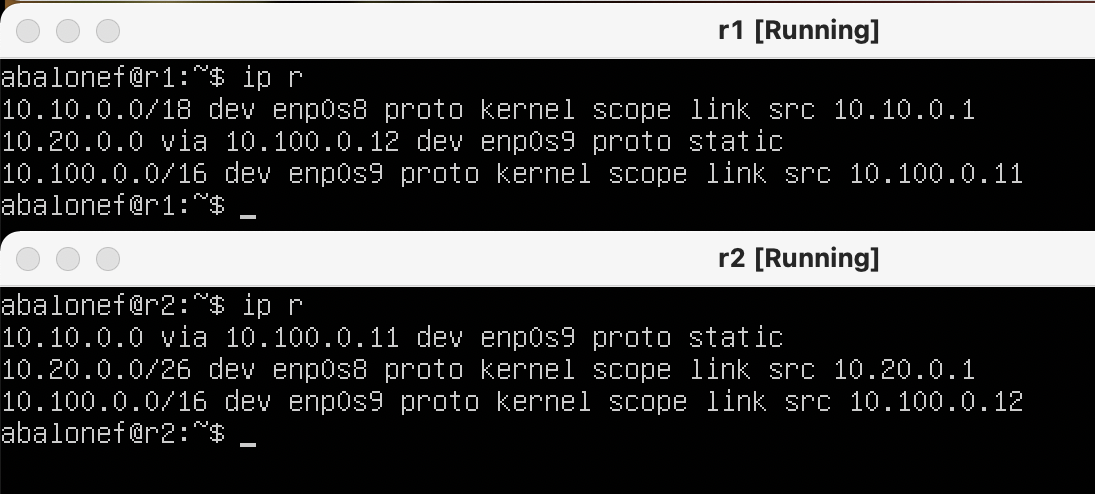 r1 [Running]
abalonef@r1:~$ ip r
10.10.0.0/18 dev enp0s8 proto kernel scope link src 10.10.0.1
10.20.0.0 via 10.100.0.12 dev enp0s9 proto static
10.100.0.0/16 dev enp0s9 proto kernel scope link src 10.100.0.11
abalonef@r1:~$ _
r2 [Running]
abalonef@r2:~$ ip r
10.10.0.0 via 10.100.0.11 dev enp0s9 proto static
10.20.0.0/26 dev enp0s8 proto kernel scope link src 10.20.0.1
10.100.0.0/16 dev enp0s9 proto kernel scope link src 10.100.0.12
abalonef@r2:~$ _